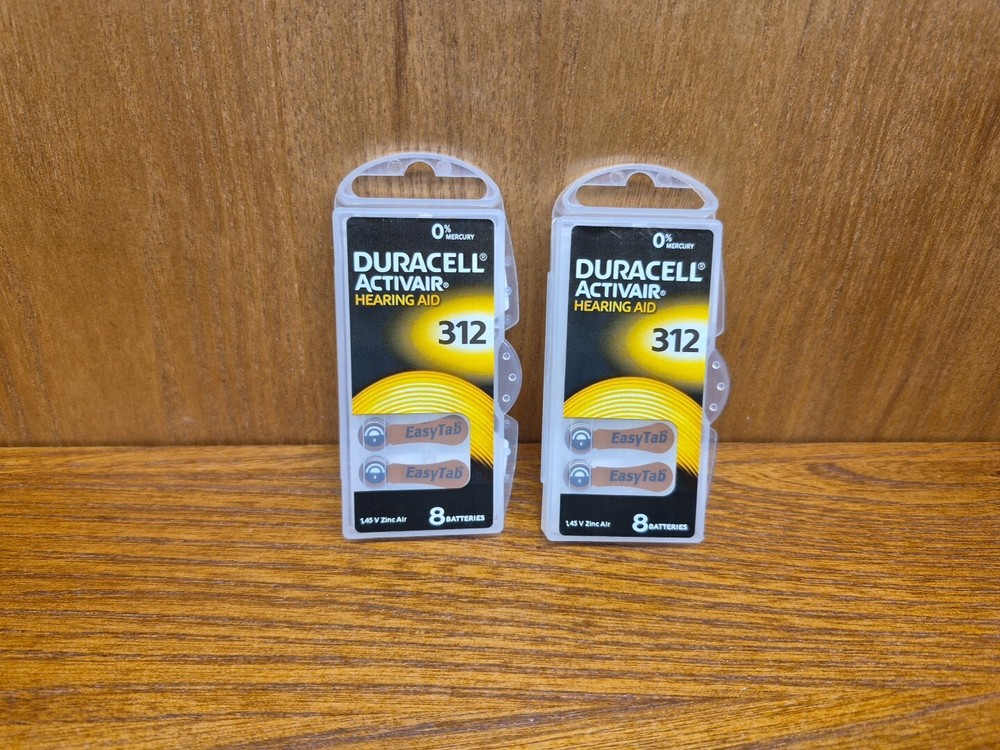 0% MERCURY
DURACELL®
ACTIVAIR®
HEARING AID
312
EasyTab
EasyTab
1,45 V Zinc Air
8 BATTERIES
0% MERCURY
DURACELL®
ACTIVAIR®
HEARING AID
312
EasyTab
EasyTab
1,45 V Zinc Air
8 BATTERIES